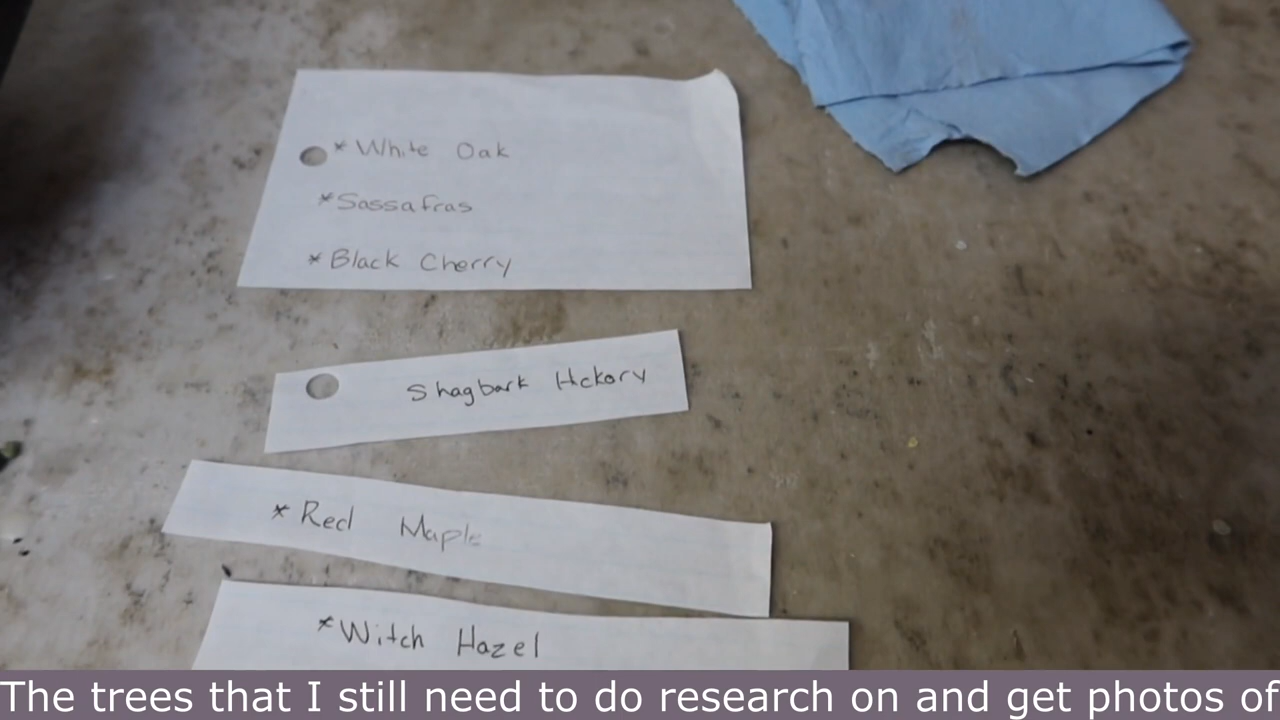 * White Oak
* Sassafras
* Black Cherry
Shagbark Hickory
* Red Maple
* Witch Hazel
The trees that I still need to do research on and get photos of